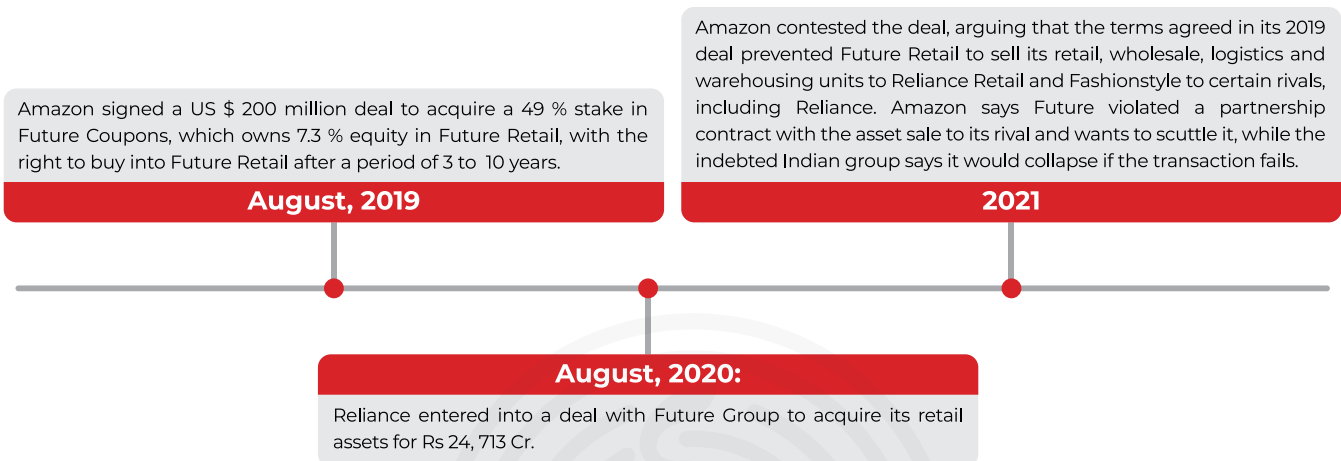 Amazon signed a US $ 200 million deal to acquire a 49 % stake in
Future Coupons, which owns 7.3 % equity in Future Retail, with the
right to buy into Future Retail after a period of 3 to 10 years.
August, 2019
Amazon contested the deal, arguing that the terms agreed in its 2019
deal prevented Future Retail to sell its retail, wholesale, logistics and
warehousing units to Reliance Retail and Fashionstyle to certain rivals,
including Reliance. Amazon says Future violated a partnership
contract with the asset sale to its rival and wants to scuttle it, while the
indebted Indian group says it would collapse if the transaction fails.
2021
August, 2020:
Reliance entered into a deal with Future Group to acquire its retail
assets for Rs 24, 713 Cr.